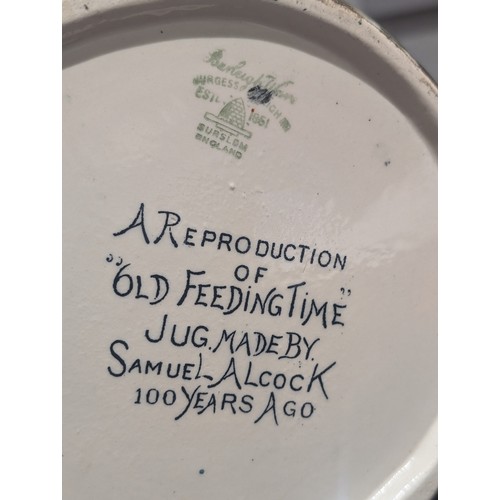 Burleigh Ware
BURGESS & LEIGH
ESTD. 1851
BURSLEM
ENGLAND
A REPRODUCTION
OF
"OLD FEEDING TIME"
JUG. MADE BY.
SAMUEL ALCOCK
100 YEARS AGO